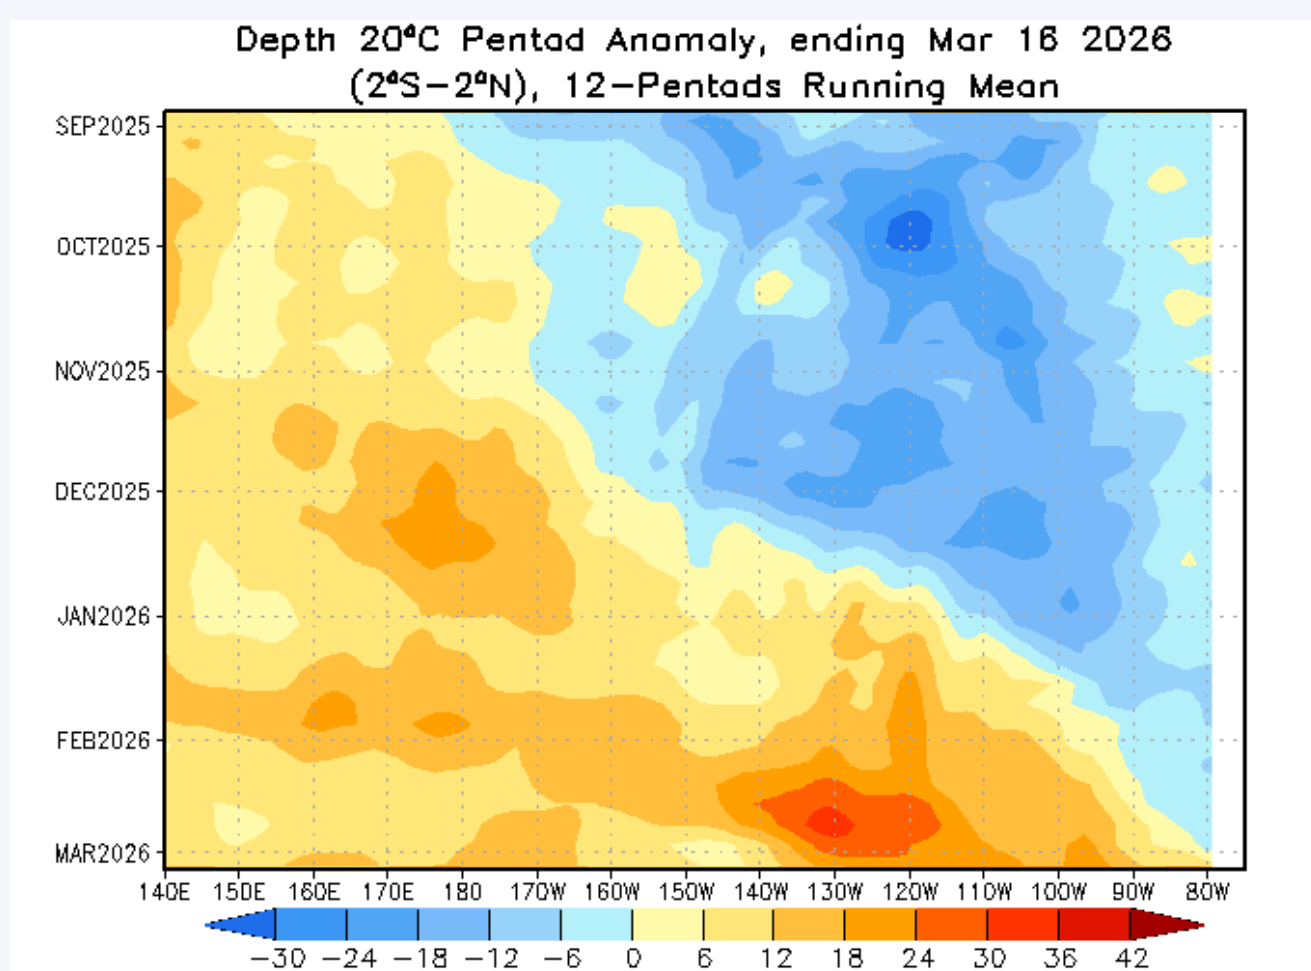 Depth 20°C Pentad Anomaly, ending Mar 16 2026
(2°S-2°N), 12-Pentads Running Mean
SEP2025
OCT2025
NOV2025
DEC2025
JAN2026
FEB2026
MAR2026
140E 150E 160E 170E 180 170W 160W 150W 140W 130W 120W 110W 100W 90W 80W
-30 -24 -18 -12 -6 0 6 12 18 24 30 36 42